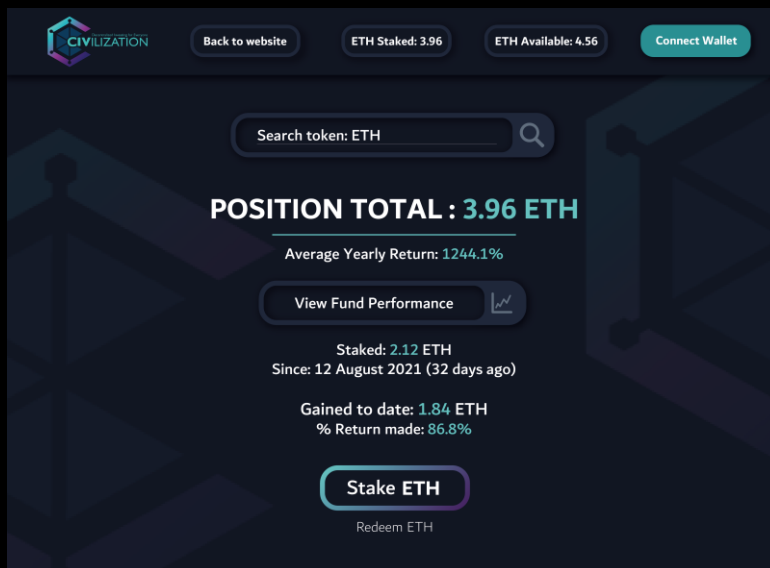 CIVILIZATION
Back to website
ETH Staked: 3.96
ETH Available: 4.56
Connect Wallet
Search token: ETH
POSITION TOTAL : 3.96 ETH
Average Yearly Return: 1244.1%
View Fund Performance
Staked: 2.12 ETH
Since: 12 August 2021 (32 days ago)
Gained to date: 1.84 ETH
% Return made: 86.8%
Stake ETH
Redeem ETH